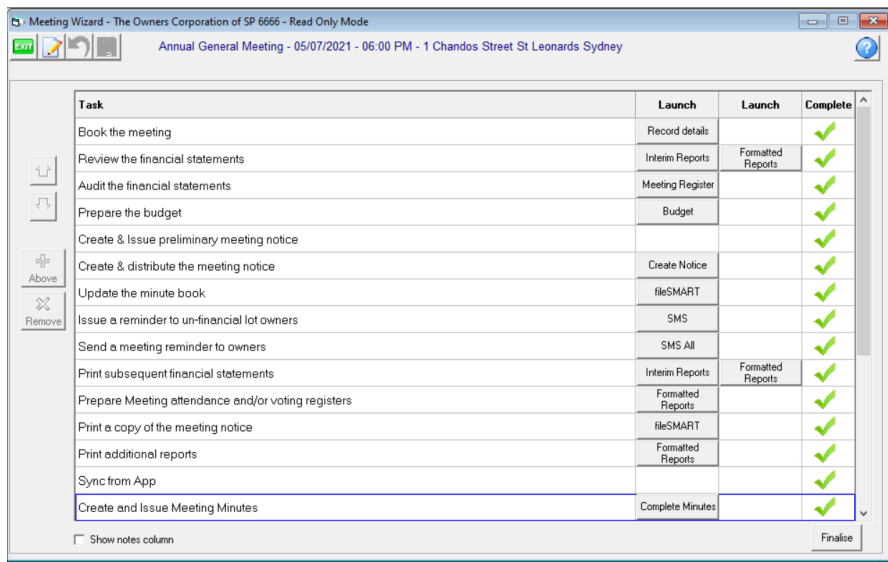 Meeting Wizard - The Owners Corporation of SP 6666 - Read Only Mode
EXIT
Annual General Meeting - 05/07/2021 - 06:00 PM - 1 Chandos Street St Leonards Sydney
?
Task Launch Launch Complete
Book the meeting Record details
Review the financial statements Interim Reports Formatted Reports
Audit the financial statements Meeting Register
Prepare the budget Budget
Create & Issue preliminary meeting notice
Above
Create & distribute the meeting notice Create Notice
Update the minute book fileSMART
Remove
Issue a reminder to un-financial lot owners SMS
Send a meeting reminder to owners SMS All
Print subsequent financial statements Interim Reports Formatted Reports
Prepare Meeting attendance and/or voting registers Formatted Reports
Print a copy of the meeting notice fileSMART
Print additional reports Formatted Reports
Sync from App
Create and Issue Meeting Minutes Complete Minutes
Show notes column
Finalise